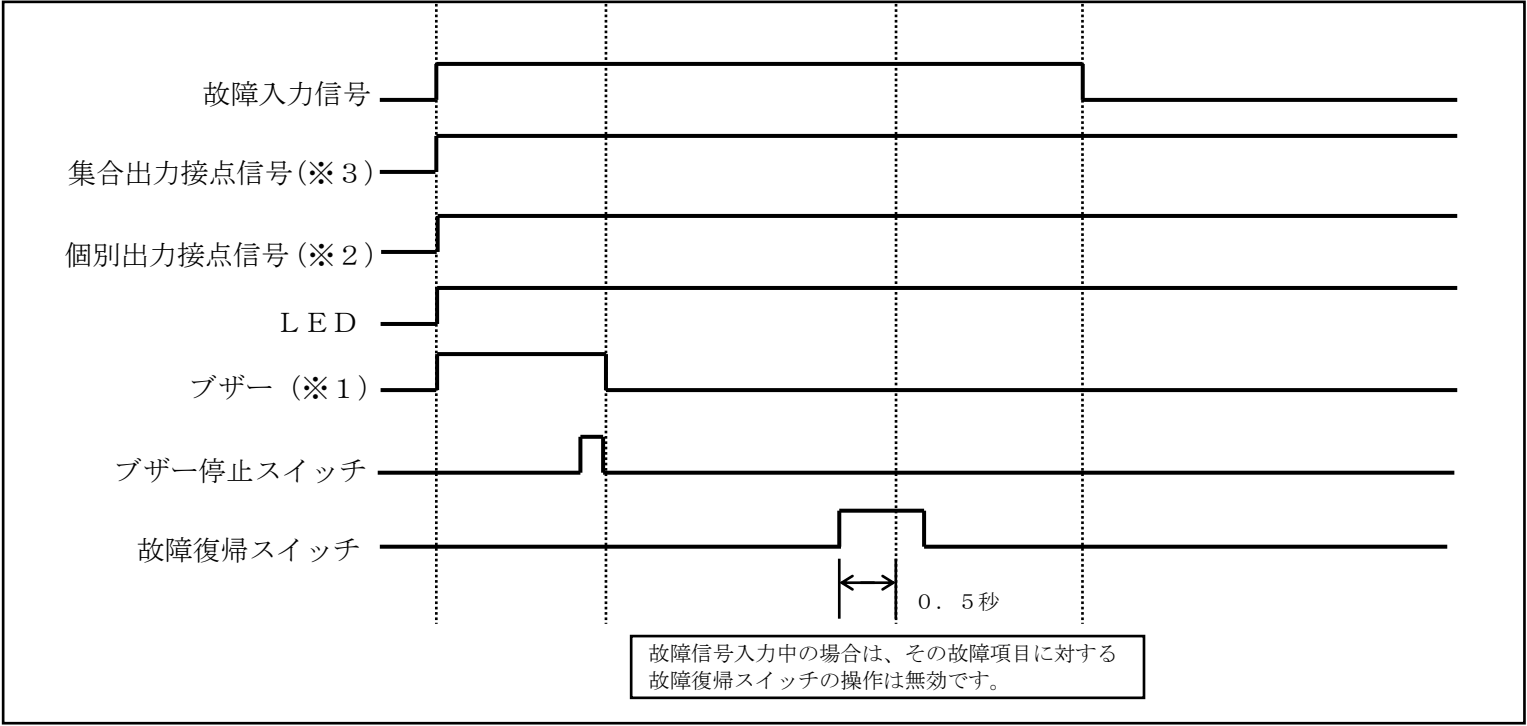 故障入力信号
集合出力接点信号(※３)
個別出力接点信号(※２)
ＬＥＤ
ブザー（※１）
ブザー停止スイッチ
故障復帰スイッチ
０．５秒
故障信号入力中の場合は、その故障項目に対する
故障復帰スイッチの操作は無効です。